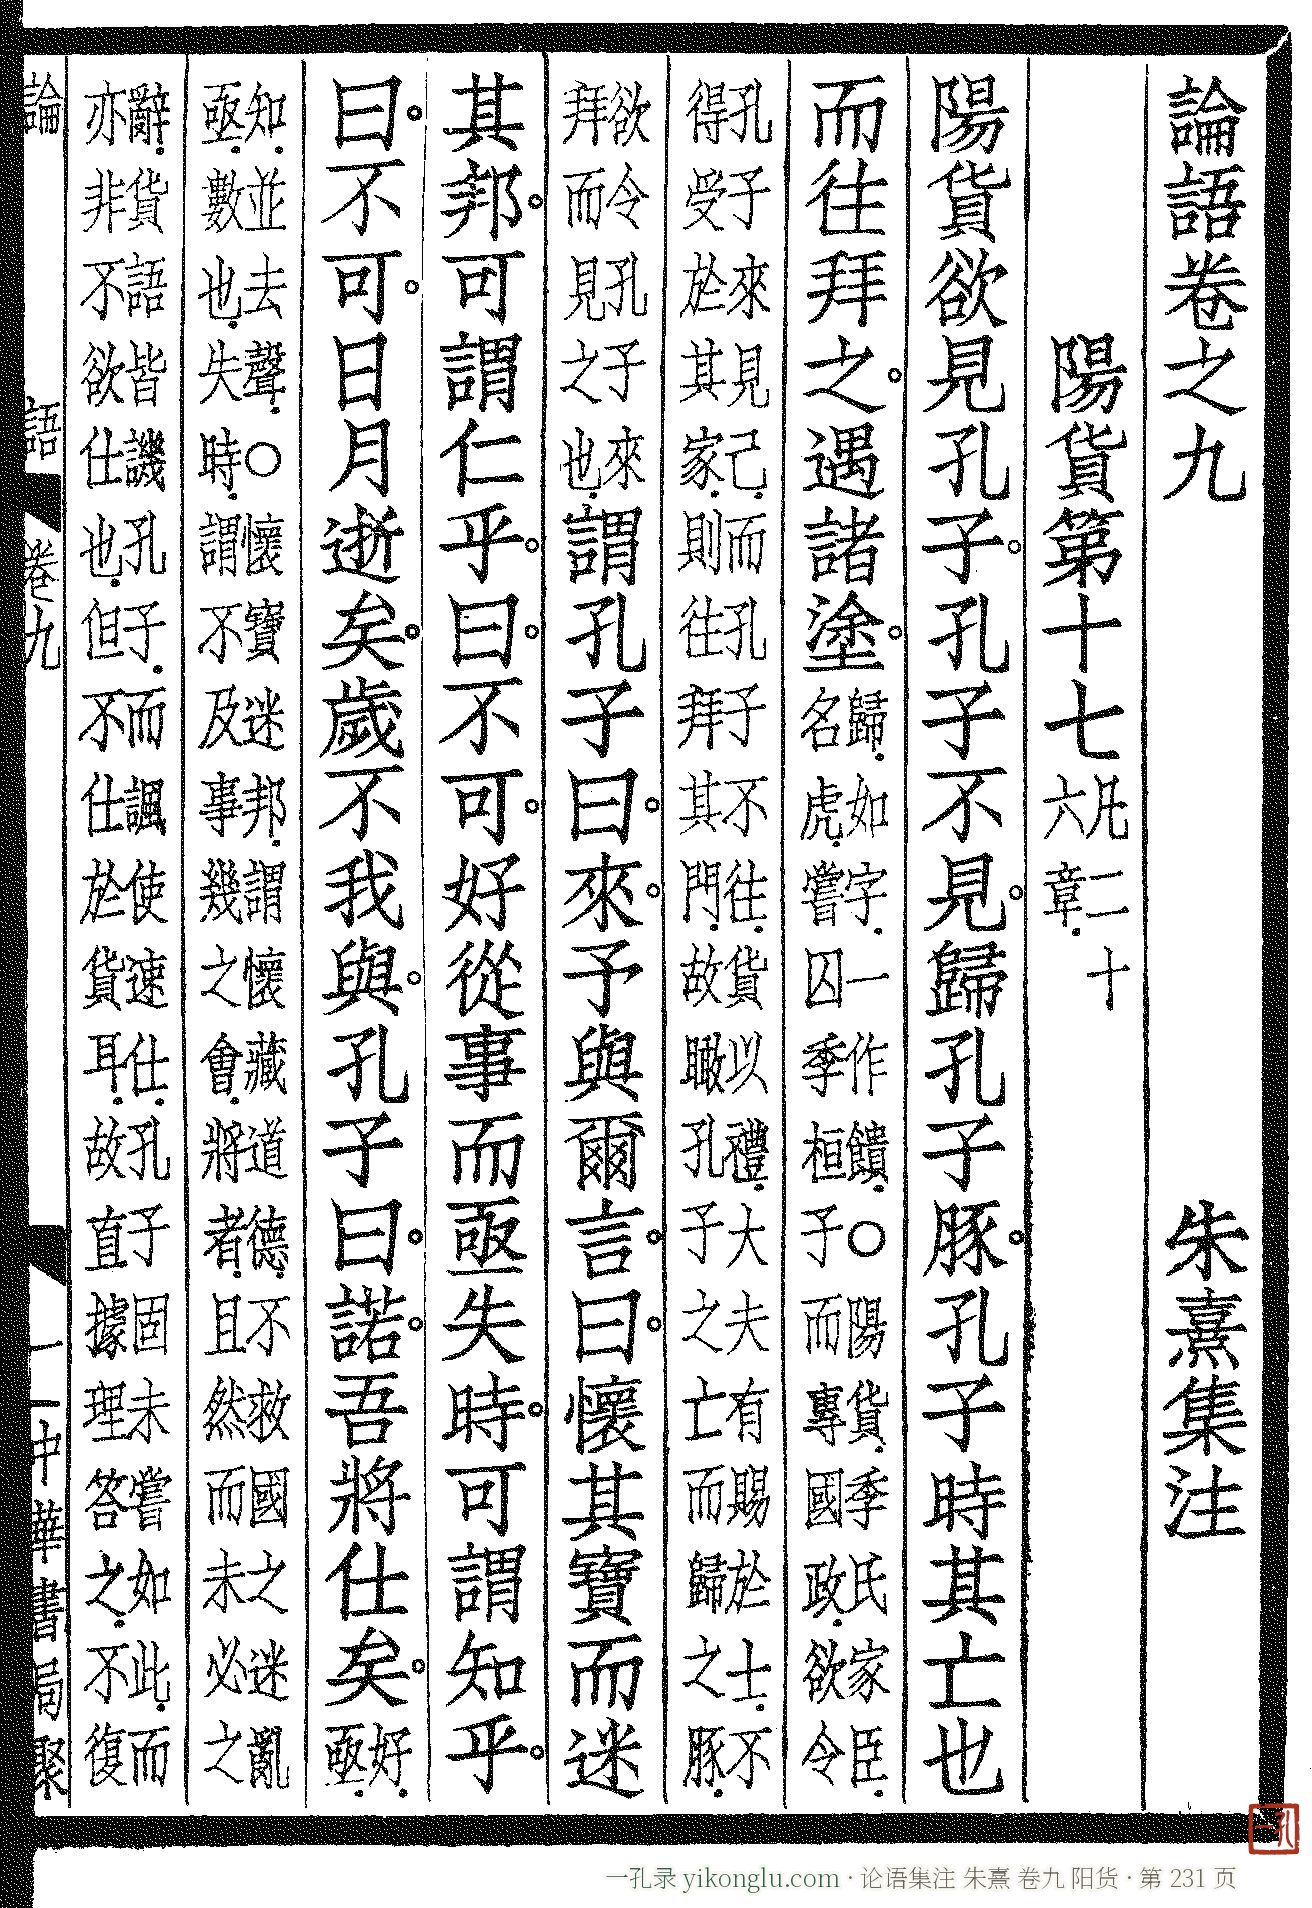 論語卷之九 朱熹集注
陽貨第十七 凡二十
六章.
陽貨欲見孔子。孔子不見。歸孔子豚。孔子時其亡也
而往拜之。遇諸塗。
歸.如字.一作饋.○陽貨.季氏家臣.
名虎.嘗囚季桓子而專國政.欲令
孔子來見己.而孔子不往.貨以禮.大夫有賜於士.不
得受於其家.則往拜其門.故瞰孔子之亡而歸之豚.
欲令孔子來
拜而見之也.
謂孔子曰。來。予與爾言。曰。懷其寶而迷
其邦。可謂仁乎。曰。不可。好從事而亟失時。可謂知乎。
曰。不可。日月逝矣。歲不我與。孔子曰。諾。吾將仕矣。
好.
亟.
知.並去聲.○懷寶迷邦.謂懷藏道德.不救國之迷亂
亟.數也.失時.謂不及事幾之會.將者.且然而未必之
辭.貨語皆譏孔子.而諷使速仕.孔子固未嘗如此.而
亦非不欲仕也.但不仕於貨耳.故直據理答之.不復
論語 卷九 一 中華書局聚
一孔
一孔录 yikonglu.com · 论语集注 朱熹 卷九 阳货 · 第 231 页